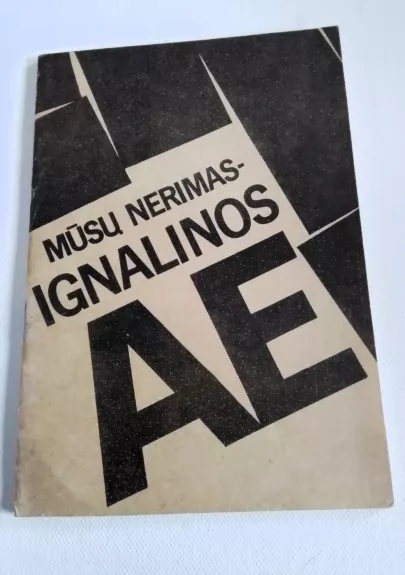 MŪSŲ NERIMAS-
IGNALINOS
AE